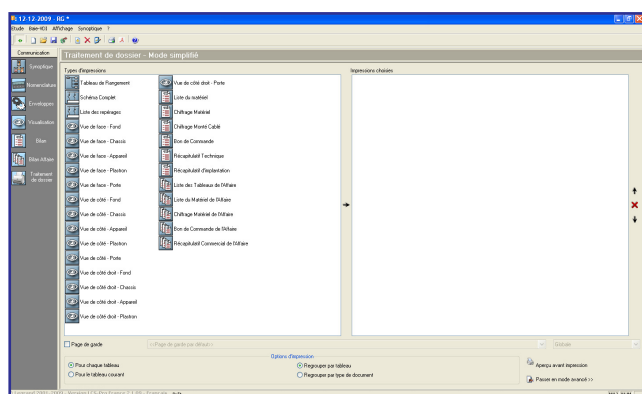 12-12-2009 - RG *
Etude Base-HGI Affichage Synoptique ?
Communication
Traitement de dossier - Mode simplifié
Synoptique
Nomenclature
Enveloppes
Visualisation
Bilan
Bilan Affaire
Traitement de dossier
Types d'impressions
Impressions choisies
Tableau de Rangement
Schéma Complet
Liste des repérages
Vue de face - Fond
Vue de face - Chassis
Vue de face - Appareil
Vue de face - Plastron
Vue de face - Porte
Vue de côté - Fond
Vue de côté - Chassis
Vue de côté - Appareil
Vue de côté - Plastron
Vue de côté - Porte
Vue de côté droit - Fond
Vue de côté droit - Chassis
Vue de côté droit - Appareil
Vue de côté droit - Plastron
Vue de côté droit - Porte
Liste du matériel
Chiffrage Matériel
Chiffrage Monté Cablé
Bon de Commande
Récapitulatif Technique
Récapitulatif d'implantation
Liste des Tableaux de l'Affaire
Liste du Matériel de l'Affaire
Chiffrage Matériel de l'Affaire
Bon de Commande de l'Affaire
Récapitulatif Commercial de l'Affaire
Page de garde
<<Page de garde par défaut>>
Globale
Options d'impression
Pour chaque tableau
Pour le tableau courant
Regrouper par tableau
Regrouper par type de document
Aperçu avant impression
Passer en mode avancé >>